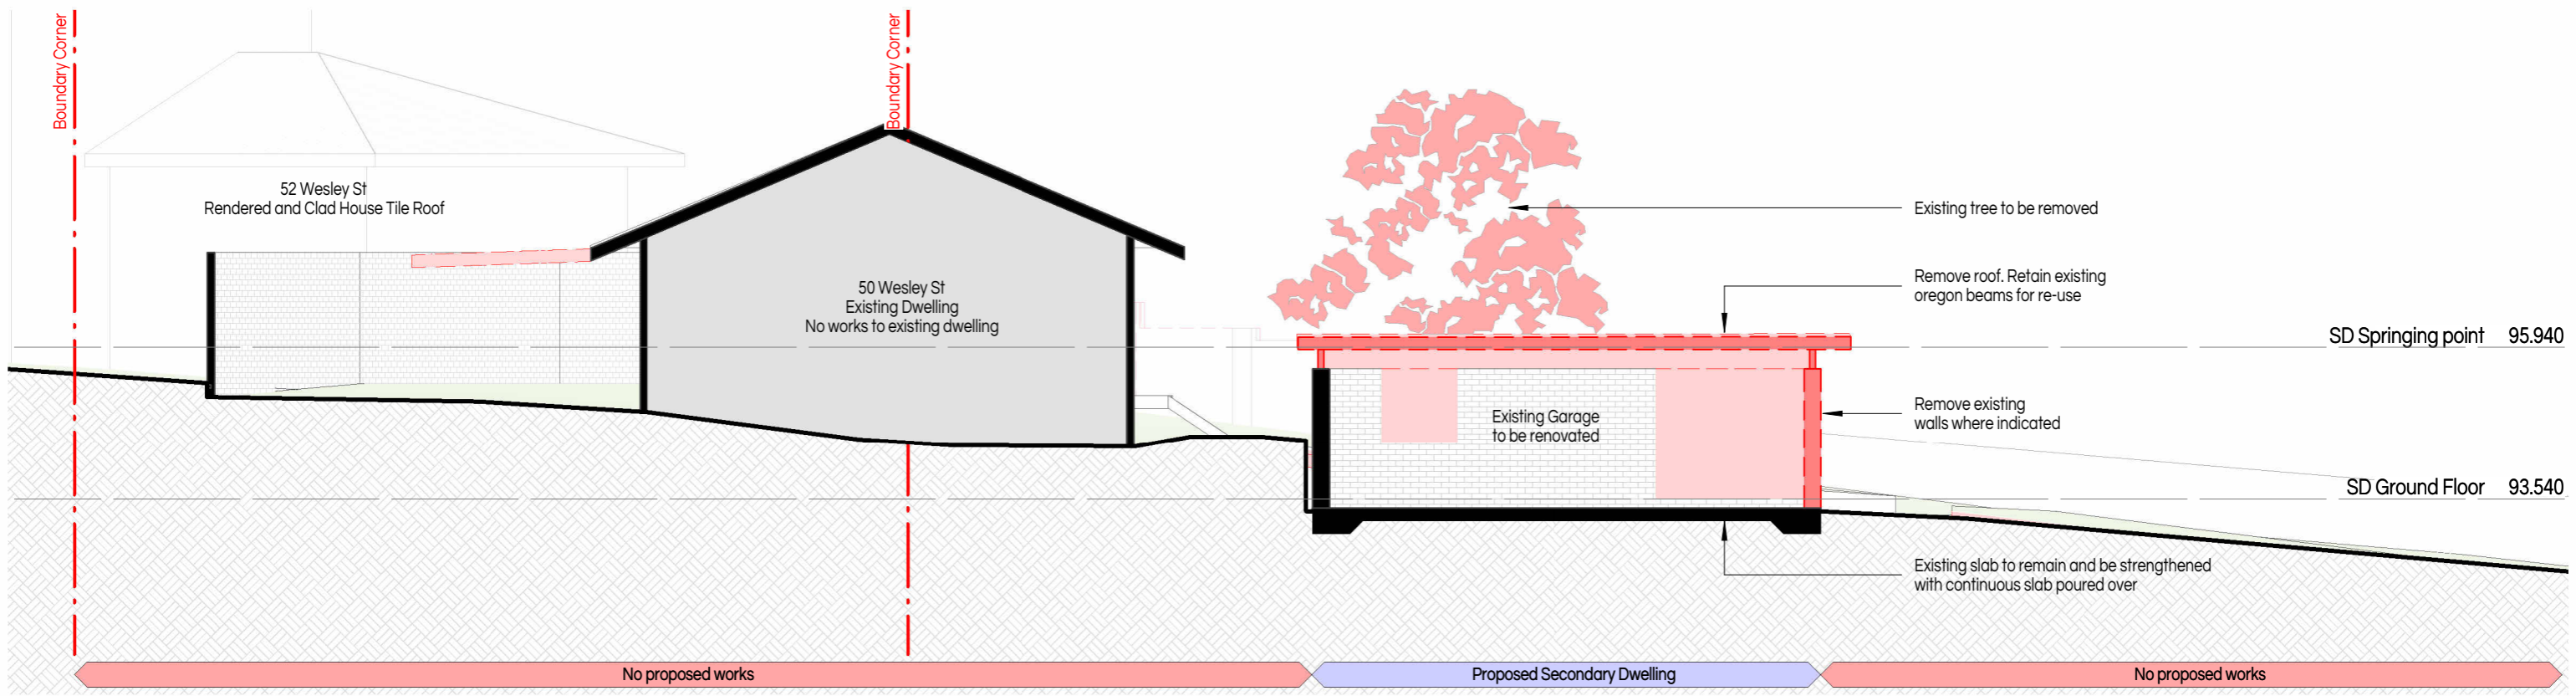 Boundary Corner
Boundary Corner
52 Wesley St
Rendered and Clad House Tile Roof
50 Wesley St
Existing Dwelling
No works to existing dwelling
Existing tree to be removed
Remove roof. Retain existing
oregon beams for re-use
SD Springing point 95.940
Existing Garage
to be renovated
Remove existing
walls where indicated
SD Ground Floor 93.540
Existing slab to remain and be strengthened
with continuous slab poured over
No proposed works
Proposed Secondary Dwelling
No proposed works